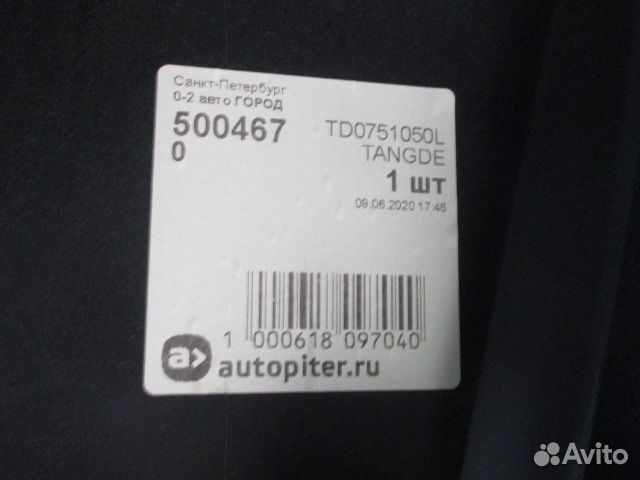 Санкт-Петербург
0-2 авто ГОРОД
500467
0
TD0751050L
TANGDE
1 шт
09.06.2020 17:46
1 000618 097040
a>
autopiter.ru
Avito